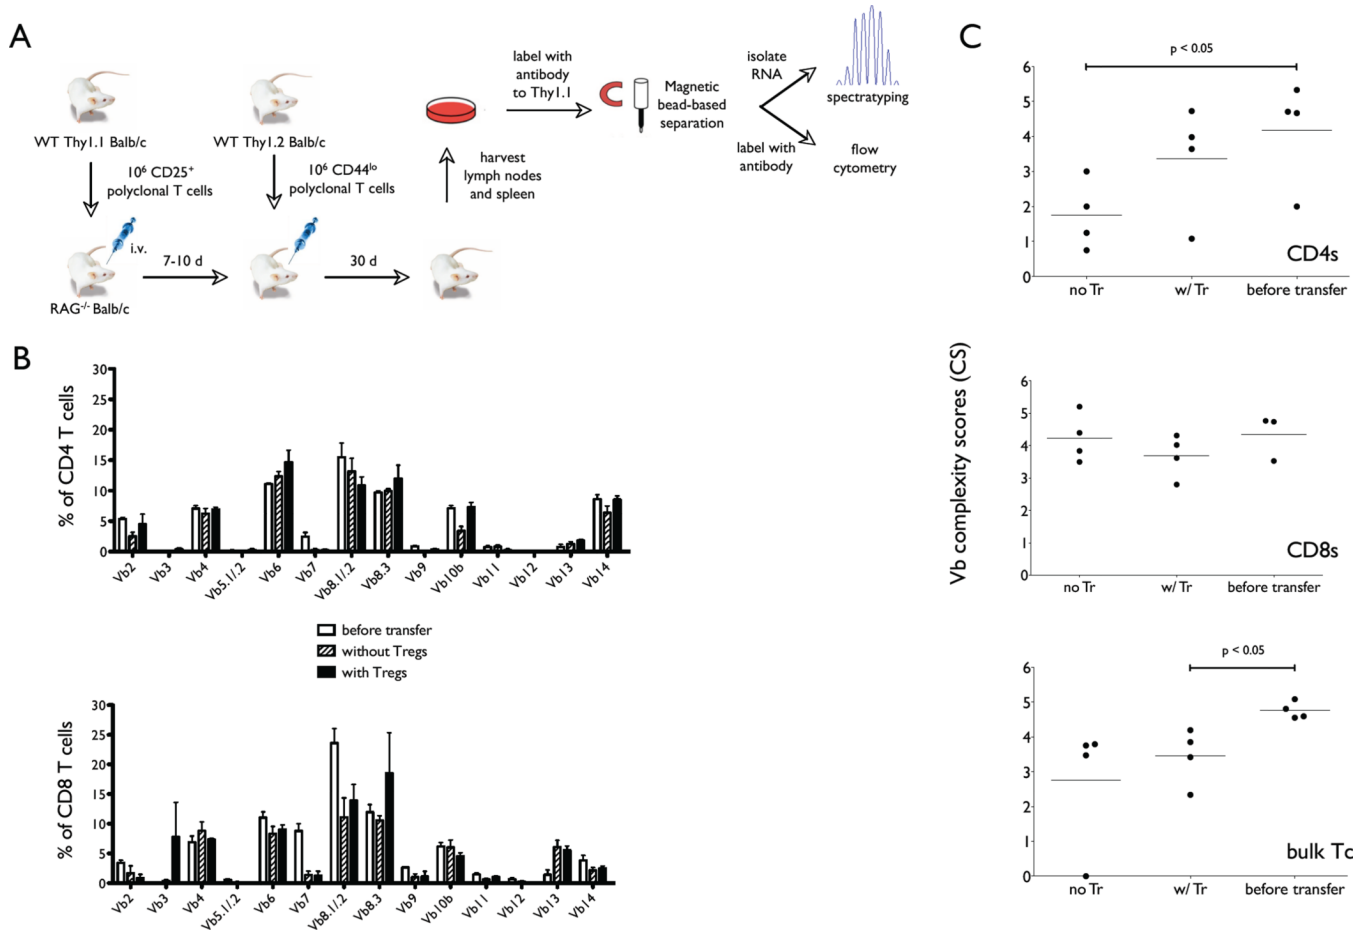 A
WT Thy1.1 Balb/c
WT Thy1.2 Balb/c
10⁶ CD25⁺
polyclonal T cells
10⁶ CD44ˡᵒ
polyclonal T cells
i.v.
7-10 d
30 d
RAG⁻/⁻ Balb/c
harvest
lymph nodes
and spleen
label with
antibody
to Thy1.1
Magnetic
bead-based
separation
isolate
RNA
spectratyping
label with
antibody
flow
cytometry
B
% of CD4 T cells
30
25
20
15
10
5
0
Vb2
Vb3
Vb4
Vb5.1/.2
Vb6
Vb7
Vb8.1/.2
Vb8.3
Vb9
Vb10b
Vb11
Vb12
Vb13
Vb14
before transfer
without Tregs
with Tregs
% of CD8 T cells
30
25
20
15
10
5
0
Vb2
Vb3
Vb4
Vb5.1/.2
Vb6
Vb7
Vb8.1/.2
Vb8.3
Vb9
Vb10b
Vb11
Vb12
Vb13
Vb14
C
Vb complexity scores (CS)
p < 0.05
6
5
4
3
2
1
0
CD4s
no Tr
w/ Tr
before transfer
6
5
4
3
2
1
0
CD8s
no Tr
w/ Tr
before transfer
p < 0.05
6
5
4
3
2
1
0
bulk Tc
no Tr
w/ Tr
before transfer